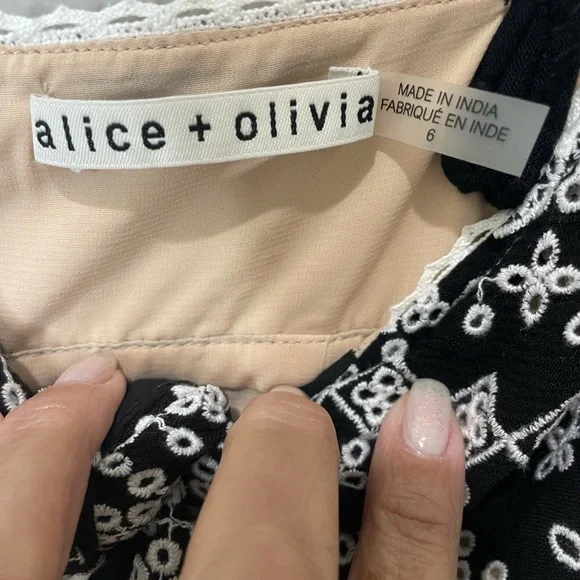 alice + olivia
MADE IN INDIA
FABRIQUÉ EN INDE
6